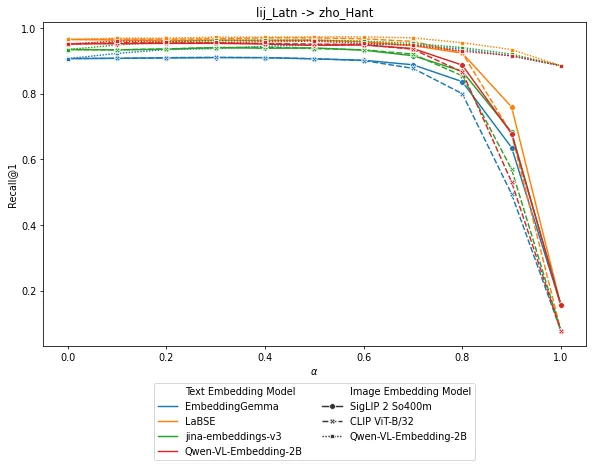 lij_Latn -> zho_Hant
Recall@1
1.0
0.8
0.6
0.4
0.2
0.0 0.2 0.4 0.6 0.8 1.0
α
Text Embedding Model
EmbeddingGemma
LaBSE
jina-embeddings-v3
Qwen-VL-Embedding-2B
Image Embedding Model
SigLIP 2 So400m
CLIP ViT-B/32
Qwen-VL-Embedding-2B